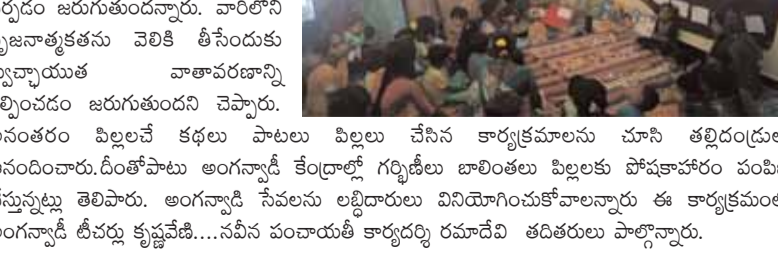 ర్పడం జరుగుతుందన్నారు. వారిలోని
సృజనాత్మకతను వెలికి తీసేందుకు
స్వేచ్ఛాయుత వాతావరణాన్ని
కల్పించడం జరుగుతుందని చెప్పారు.
అనంతరం పిల్లలచే కథలు పాటలు పిల్లలు చేసిన కార్యక్రమాలను చూసి తల్లిదండ్రుల
ఆనందించారు.దీంతోపాటు అంగన్వాడీ కేంద్రాల్లో గర్భిణీలు బాలింతలు పిల్లలకు పోషకాహారం పంపిణ
చేస్తున్నట్లు తెలిపారు. అంగన్వాడి సేవలను లబ్ధిదారులు వినియోగించుకోవాలన్నారు ఈ కార్యక్రమంల
అంగన్వాడీ టీచర్లు కృష్ణవేణి....నవీన పంచాయతీ కార్యదర్శి రమాదేవి తదితరులు పాల్గొన్నారు.